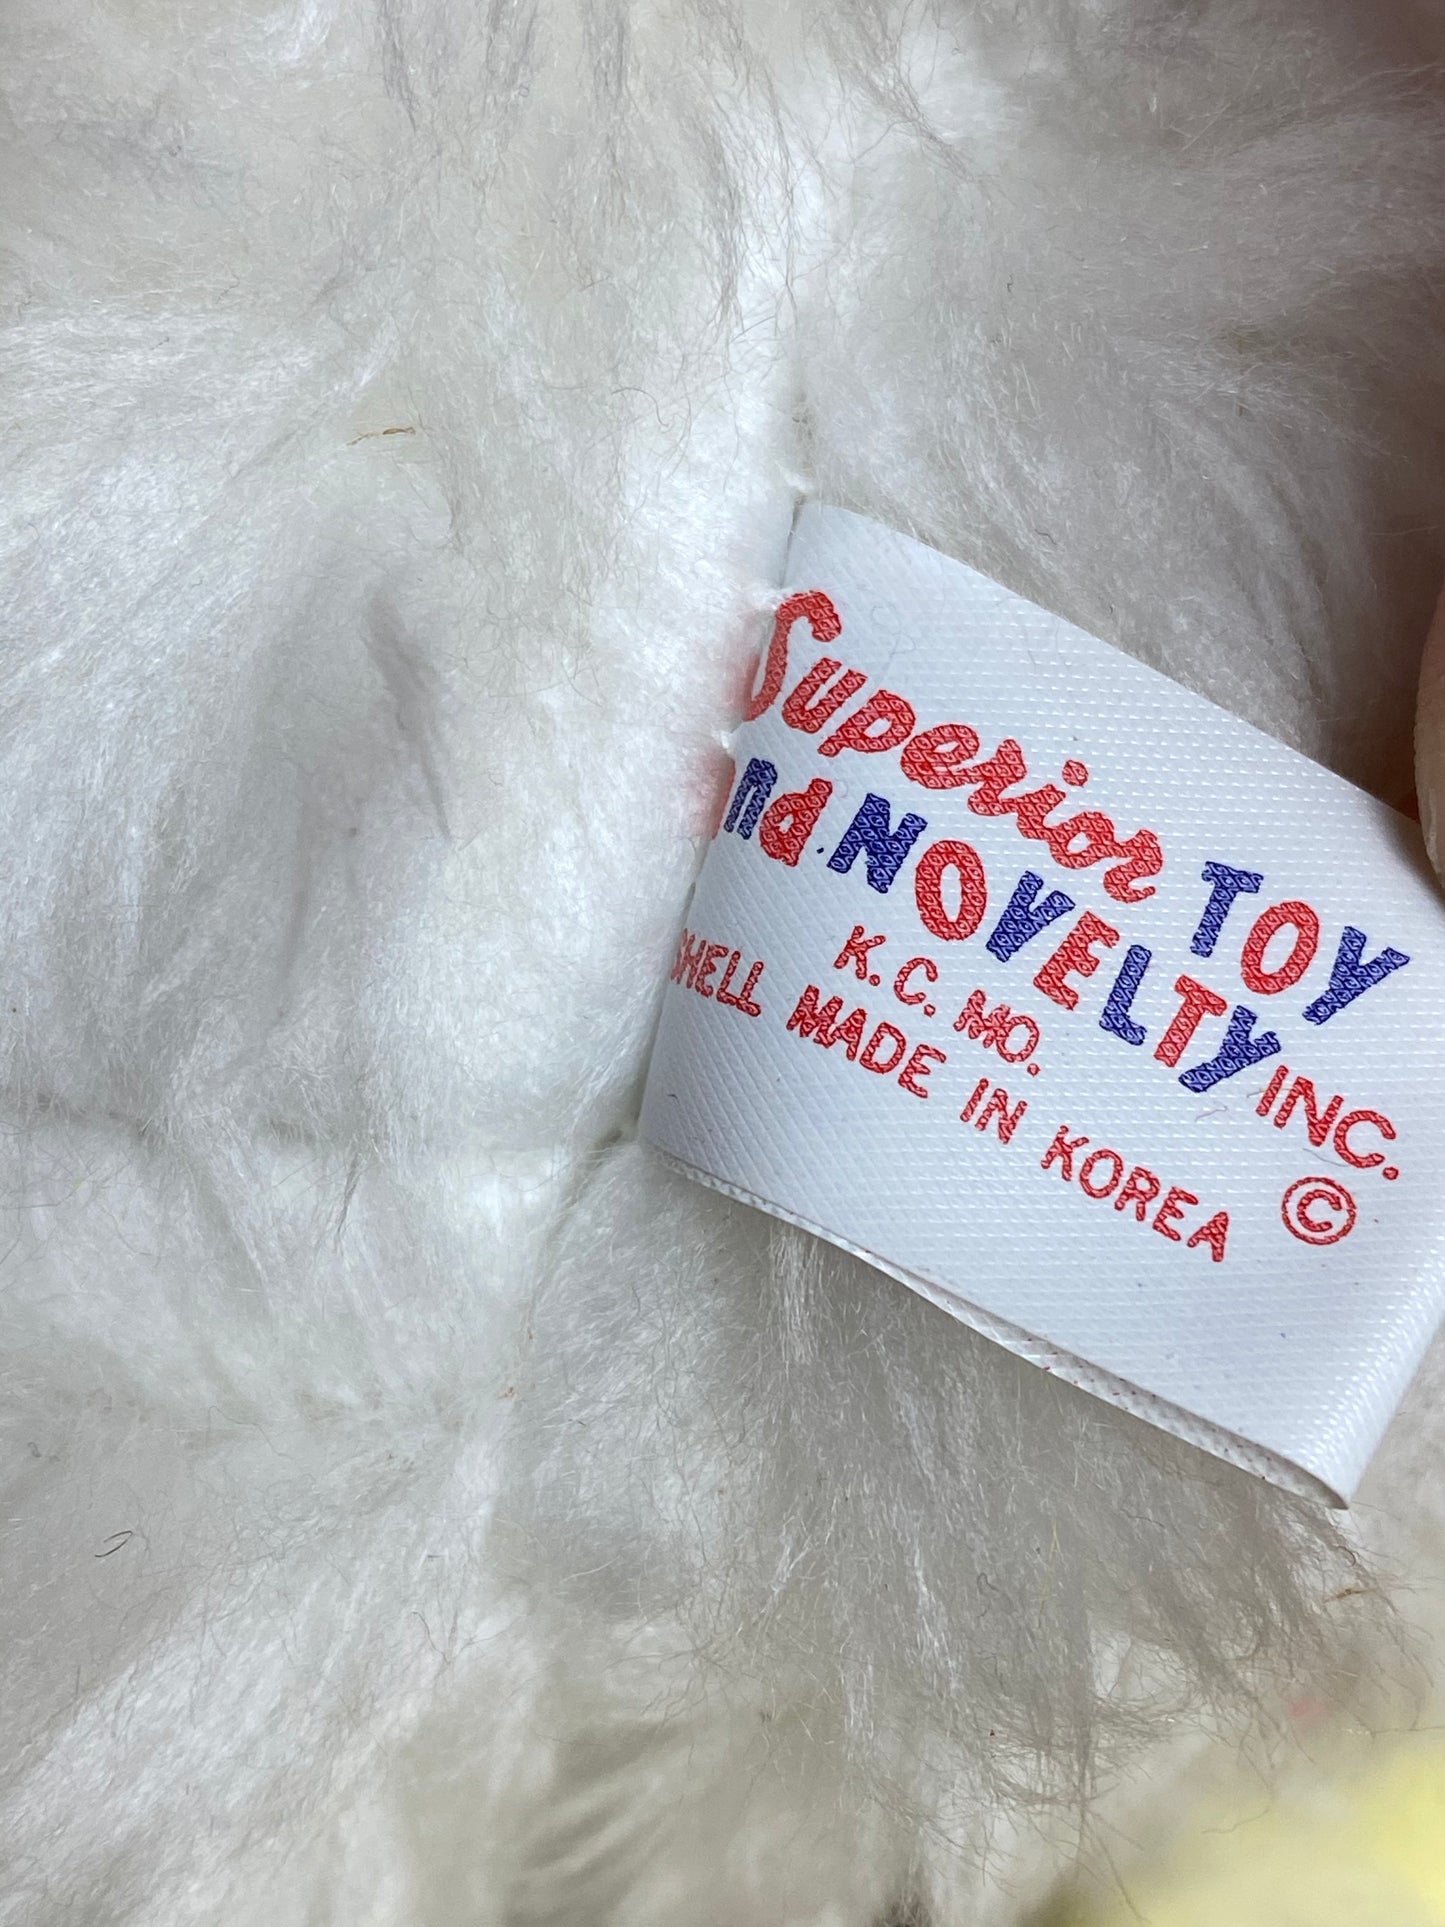 Superior TOY
and NOVELTY INC.
K.C. MO. ©
SHELL MADE IN KOREA